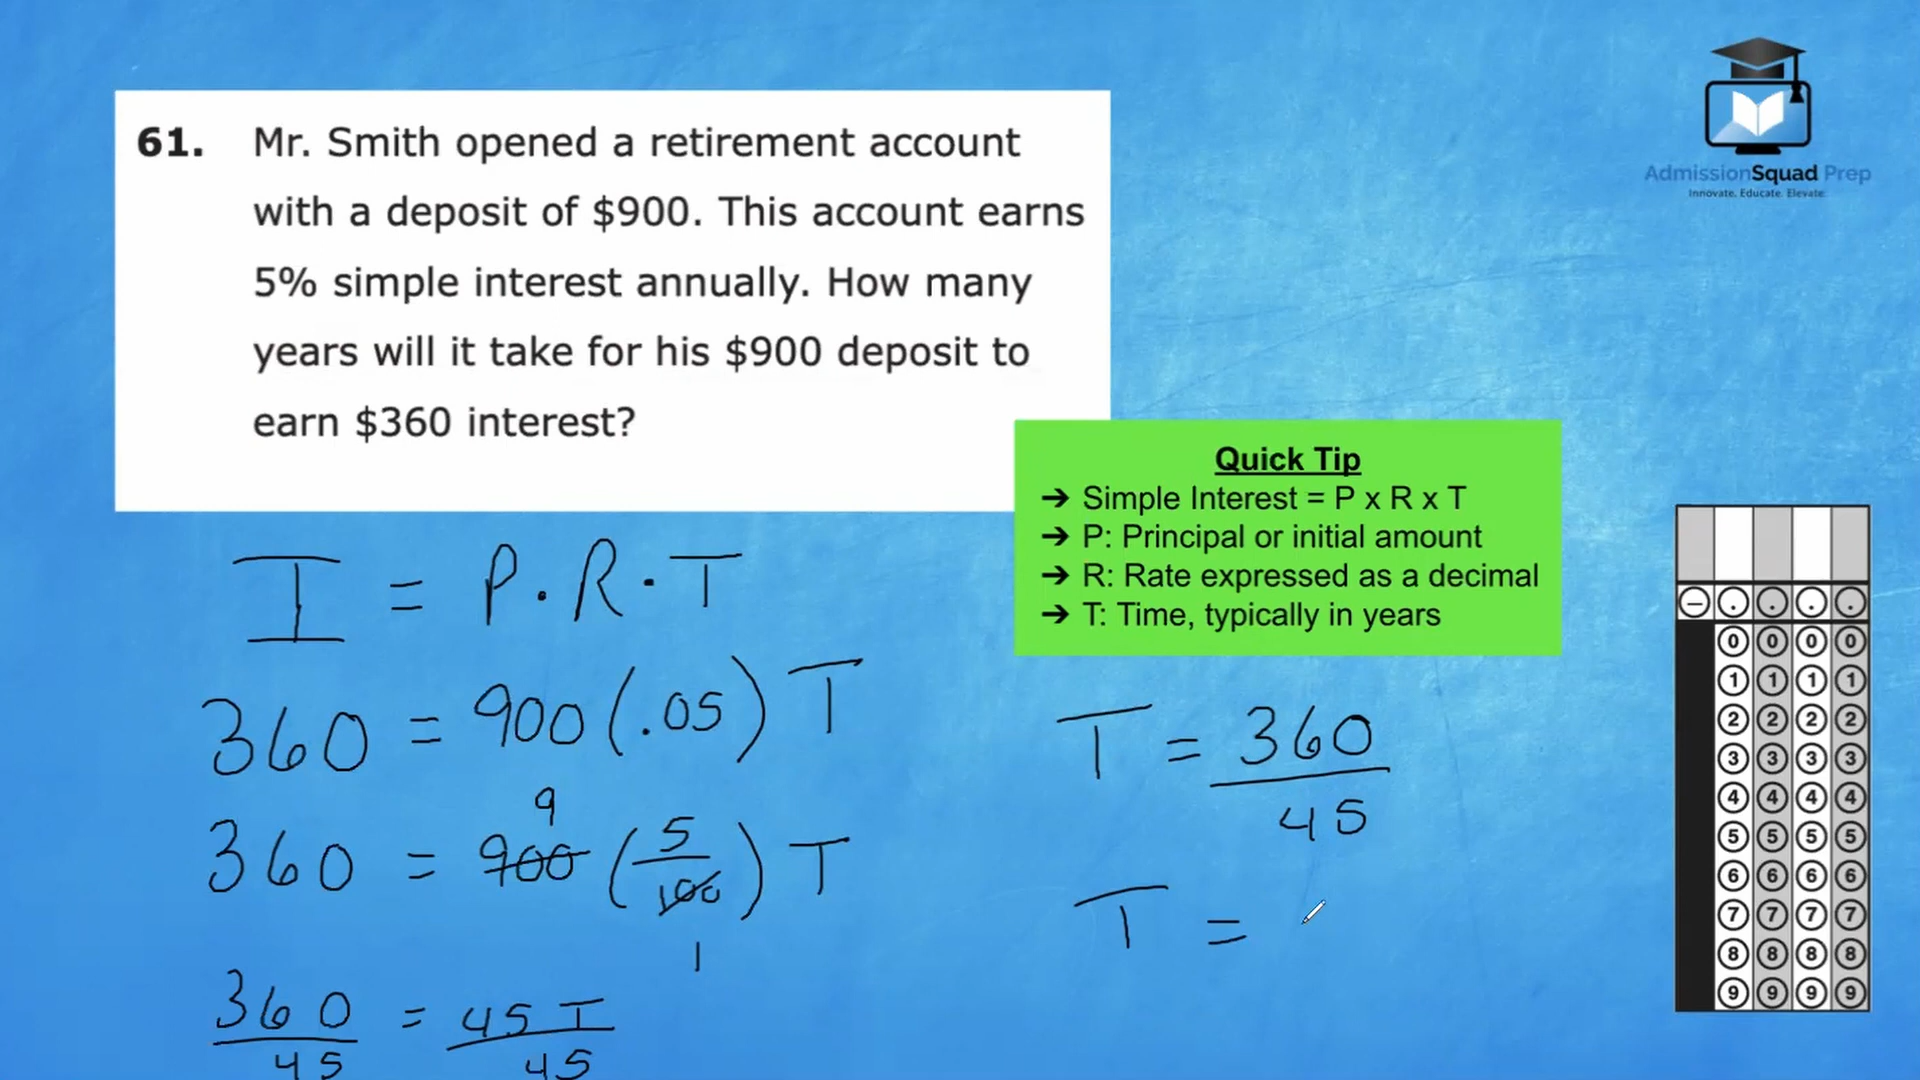 AdmissionSquad Prep
Innovate. Educate. Elevate.
61. Mr. Smith opened a retirement account
with a deposit of $900. This account earns
5% simple interest annually. How many
years will it take for his $900 deposit to
earn $360 interest?
Quick Tip
➔ Simple Interest = P x R x T
➔ P: Principal or initial amount
➔ R: Rate expressed as a decimal
➔ T: Time, typically in years
I = P · R · T
360 = 900 (.05) T
9
360 = 900 (5/100) T
1
360/45 = 45T/45
T = 360/45
T =
− . . . .
0 0 0 0
1 1 1 1
2 2 2 2
3 3 3 3
4 4 4 4
5 5 5 5
6 6 6 6
7 7 7 7
8 8 8 8
9 9 9 9